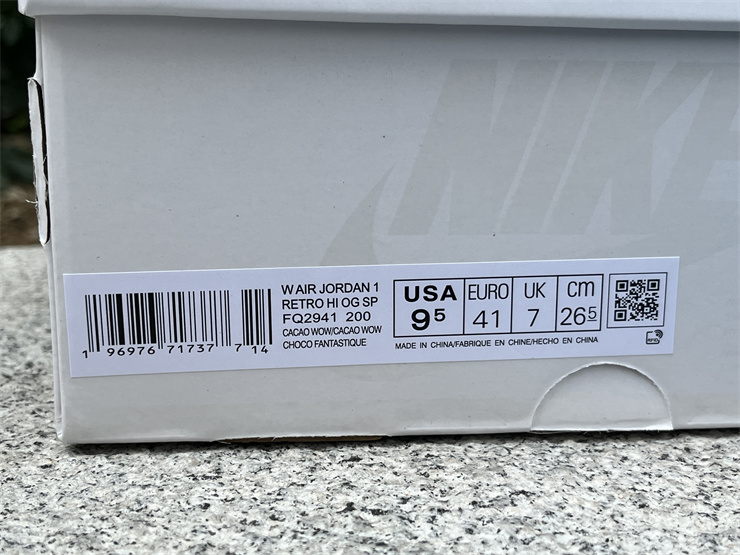 NIKE
W AIR JORDAN 1
RETRO HI OG SP
FQ2941 200
CACAO WOW/CACAO WOW
CHOCO FANTASTIQUE
1 96976 71737 7 14
USA EURO UK cm
9⁵ 41 7 26⁵
MADE IN CHINA/FABRIQUE EN CHINE/HECHO EN CHINA
RFID